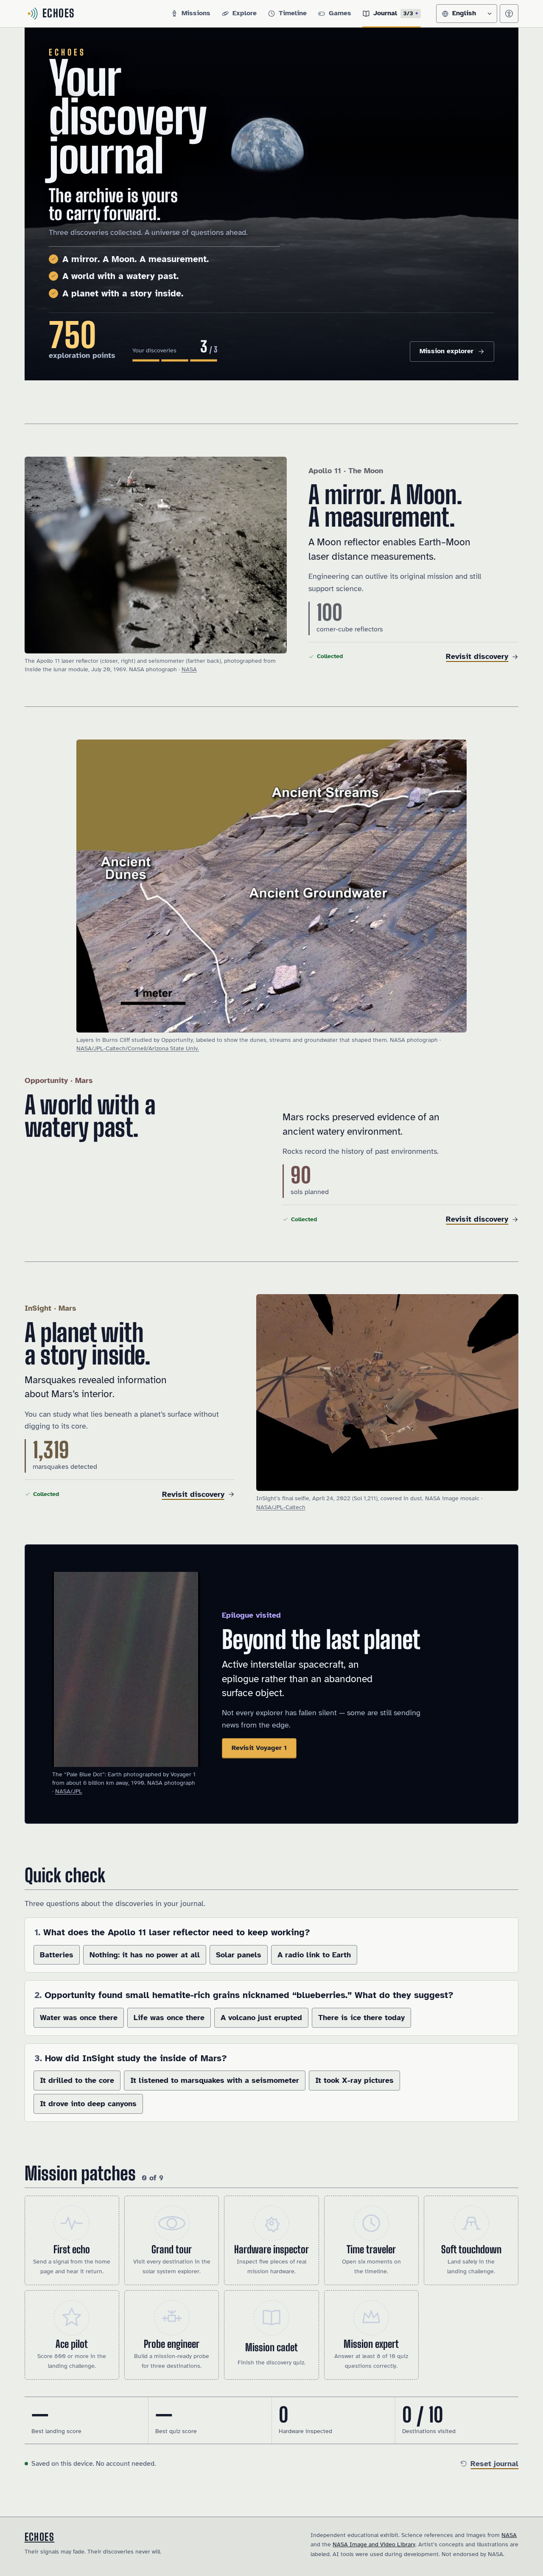 ECHOES
Missions
Explore
Timeline
Games
Journal 3/3
English
ECHOES
Your
discovery
journal
The archive is yours
to carry forward.
Three discoveries collected. A universe of questions ahead.
A mirror. A Moon. A measurement.
A world with a watery past.
A planet with a story inside.
750
exploration points
Your discoveries 3 / 3
Mission explorer →
Apollo 11 · The Moon
A mirror. A Moon.
A measurement.
A Moon reflector enables Earth–Moon
laser distance measurements.
Engineering can outlive its original mission and still
support science.
100
corner-cube reflectors
Collected
Revisit discovery →
The Apollo 11 laser reflector (closer, right) and seismometer (farther back), photographed from
inside the lunar module, July 20, 1969. NASA photograph · NASA
Ancient Streams
Ancient
Dunes
Ancient Groundwater
1 meter
Layers in Burns Cliff studied by Opportunity, labeled to show the dunes, streams and groundwater that shaped them. NASA photograph ·
NASA/JPL-Caltech/Cornell/Arizona State Univ.
Opportunity · Mars
A world with a
watery past.
Mars rocks preserved evidence of an
ancient watery environment.
Rocks record the history of past environments.
90
sols planned
Collected
Revisit discovery →
InSight · Mars
A planet with
a story inside.
Marsquakes revealed information
about Mars's interior.
You can study what lies beneath a planet's surface without
digging to its core.
1,319
marsquakes detected
Collected
Revisit discovery →
InSight's final selfie, April 24, 2022 (Sol 1,211), covered in dust. NASA image mosaic ·
NASA/JPL-Caltech
Epilogue visited
Beyond the last planet
Active interstellar spacecraft, an
epilogue rather than an abandoned
surface object.
Not every explorer has fallen silent — some are still sending
news from the edge.
Revisit Voyager 1
The "Pale Blue Dot": Earth photographed by Voyager 1
from about 6 billion km away, 1990. NASA photograph
· NASA/JPL
Quick check
Three questions about the discoveries in your journal.
1. What does the Apollo 11 laser reflector need to keep working?
Batteries
Nothing: it has no power at all
Solar panels
A radio link to Earth
2. Opportunity found small hematite-rich grains nicknamed “blueberries.” What do they suggest?
Water was once there
Life was once there
A volcano just erupted
There is ice there today
3. How did InSight study the inside of Mars?
It drilled to the core
It listened to marsquakes with a seismometer
It took X-ray pictures
It drove into deep canyons
Mission patches 0 of 9
First echo
Send a signal from the home
page and hear it return.
Grand tour
Visit every destination in the
solar system explorer.
Hardware inspector
Inspect five pieces of real
mission hardware.
Time traveler
Open six moments on
the timeline.
Soft touchdown
Land safely in the
landing challenge.
Ace pilot
Score 600 or more in the
landing challenge.
Probe engineer
Build a mission-ready probe
for three destinations.
Mission cadet
Finish the discovery quiz.
Mission expert
Answer at least 8 of 10 quiz
questions correctly.
—
Best landing score
—
Best quiz score
0
Hardware inspected
0 / 10
Destinations visited
Saved on this device. No account needed.
Reset journal
ECHOES
Their signals may fade. Their discoveries never will.
Independent educational exhibit. Science references and images from NASA
and the NASA Image and Video Library. Artist's concepts and illustrations are
labeled. AI tools were used during development. Not endorsed by NASA.